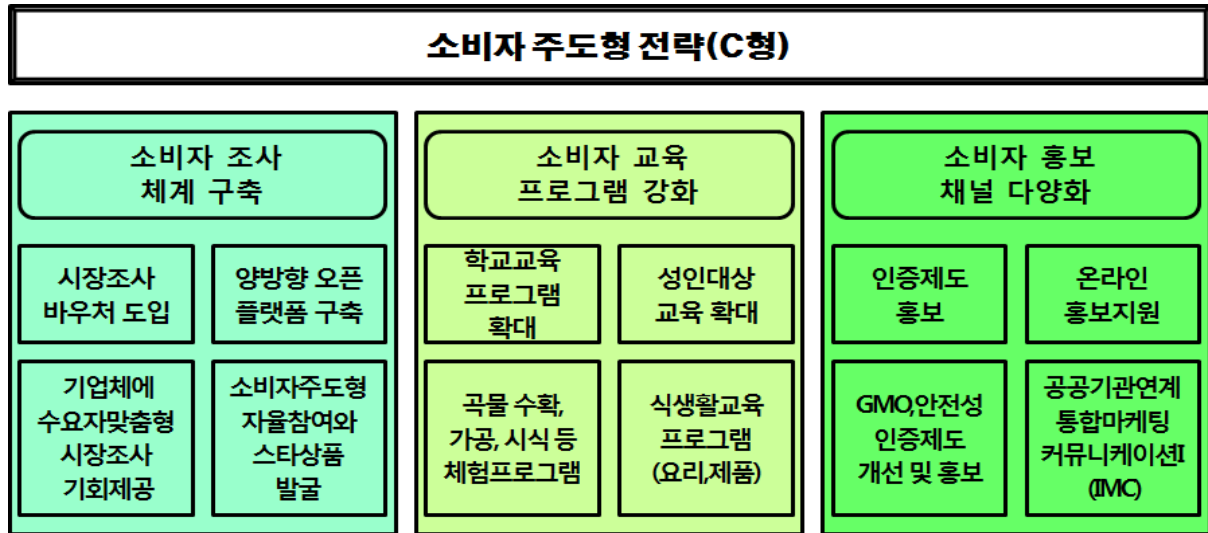 소비자 주도형 전략(C형)
소비자 조사
체계 구축
시장조사
바우처 도입
양방향 오픈
플랫폼 구축
기업체에
수요자맞춤형
시장조사
기회제공
소비자주도형
자율참여와
스타상품
발굴
소비자 교육
프로그램 강화
학교교육
프로그램
확대
성인대상
교육 확대
곡물 수확,
가공, 시식 등
체험프로그램
식생활교육
프로그램
(요리,제품)
소비자 홍보
채널 다양화
인증제도
홍보
온라인
홍보지원
GMO,안전성
인증제도
개선 및 홍보
공공기관연계
통합마케팅
커뮤니케이션I
(IMC)